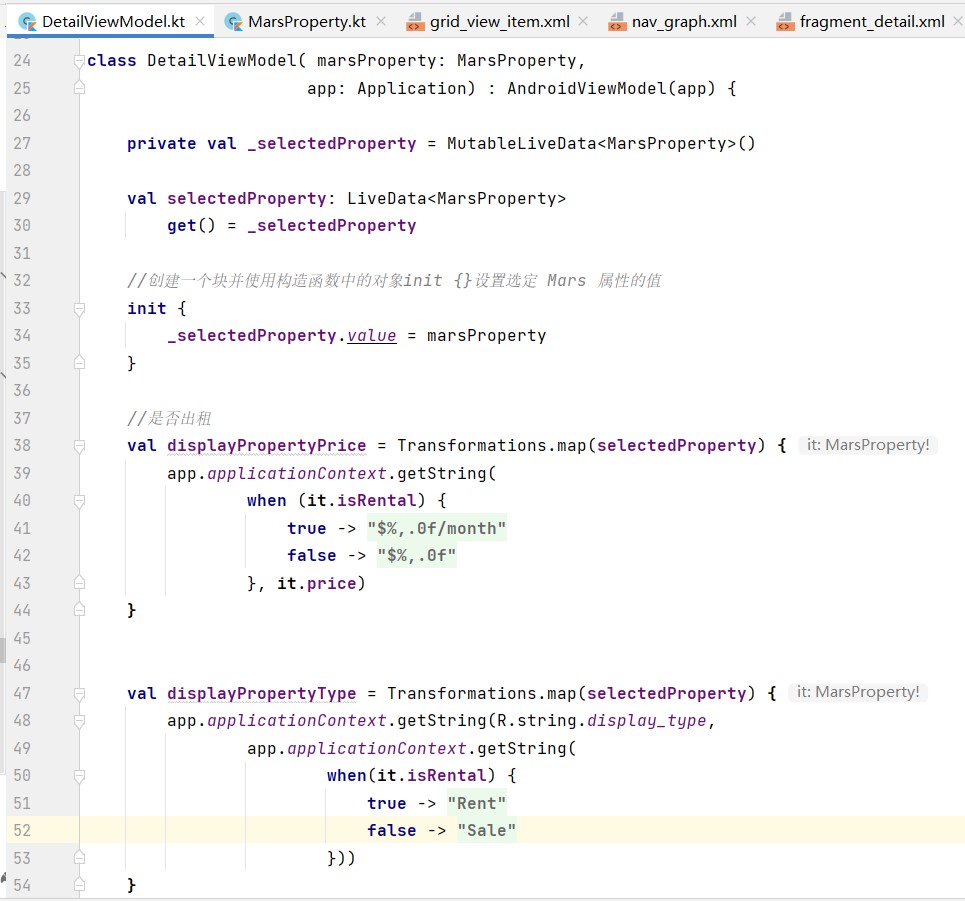 DetailViewModel.kt MarsProperty.kt grid_view_item.xml nav_graph.xml fragment_detail.xml
24 class DetailViewModel( marsProperty: MarsProperty,
25 app: Application) : AndroidViewModel(app) {
26
27 private val _selectedProperty = MutableLiveData<MarsProperty>()
28
29 val selectedProperty: LiveData<MarsProperty>
30 get() = _selectedProperty
31
32 //创建一个块并使用构造函数中的对象init {}设置选定 Mars 属性的值
33 init {
34 _selectedProperty.value = marsProperty
35 }
36
37 //是否出租
38 val displayPropertyPrice = Transformations.map(selectedProperty) { it: MarsProperty!
39 app.applicationContext.getString(
40 when (it.isRental) {
41 true -> "$%,.0f/month"
42 false -> "$%,.0f"
43 }, it.price)
44 }
45
46
47 val displayPropertyType = Transformations.map(selectedProperty) { it: MarsProperty!
48 app.applicationContext.getString(R.string.display_type,
49 app.applicationContext.getString(
50 when(it.isRental) {
51 true -> "Rent"
52 false -> "Sale"
53 }))
54 }